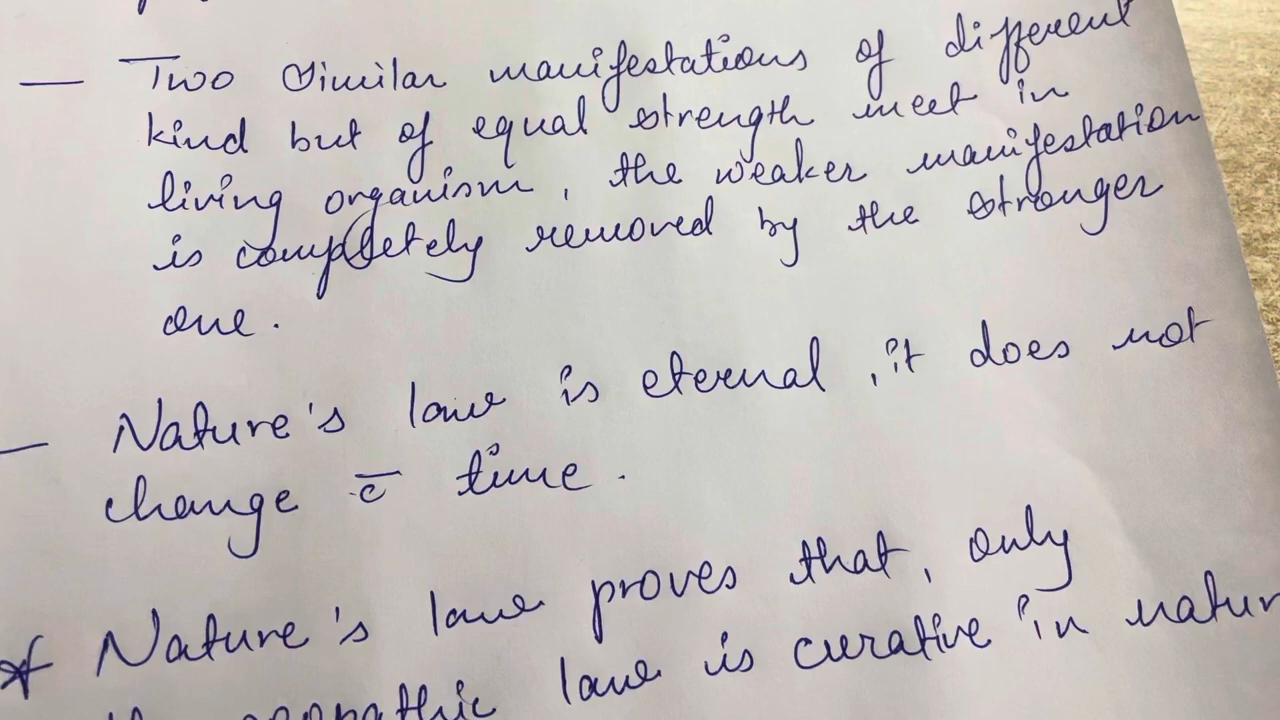 — Two similar manifestations of different
kind but of equal strength meet in
living organism, the weaker manifestation
is completely removed by the stronger
one.
— Nature's law is eternal, it does not
change c̄ time.
* Nature's law proves that, only
law is curative in natur